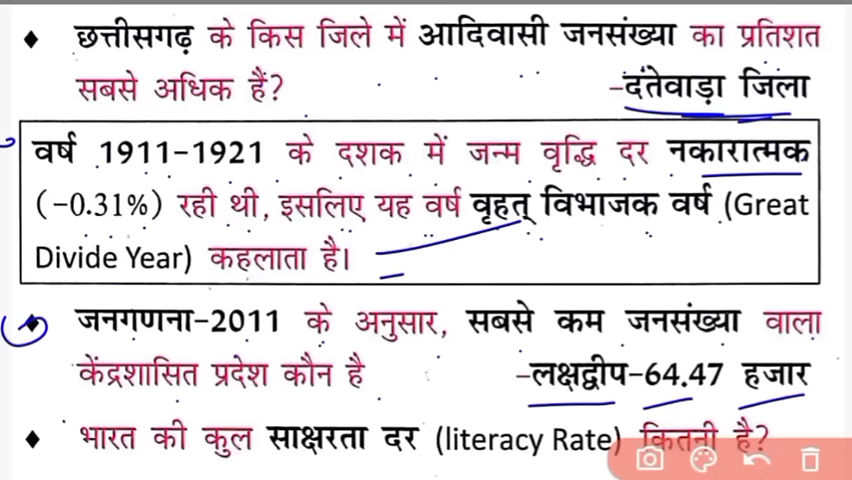 ♦ छत्तीसगढ़ के किस जिले में आदिवासी जनसंख्या का प्रतिशत
सबसे अधिक हैं? -दंतेवाड़ा जिला
वर्ष 1911-1921 के दशक में जन्म वृद्धि दर नकारात्मक
(-0.31%) रही थी, इसलिए यह वर्ष वृहत् विभाजक वर्ष (Great
Divide Year) कहलाता है।
♦ जनगणना-2011 के अनुसार, सबसे कम जनसंख्या वाला
केंद्रशासित प्रदेश कौन है -लक्षद्वीप-64.47 हजार
♦ भारत की कुल साक्षरता दर (literacy Rate) कितनी है?